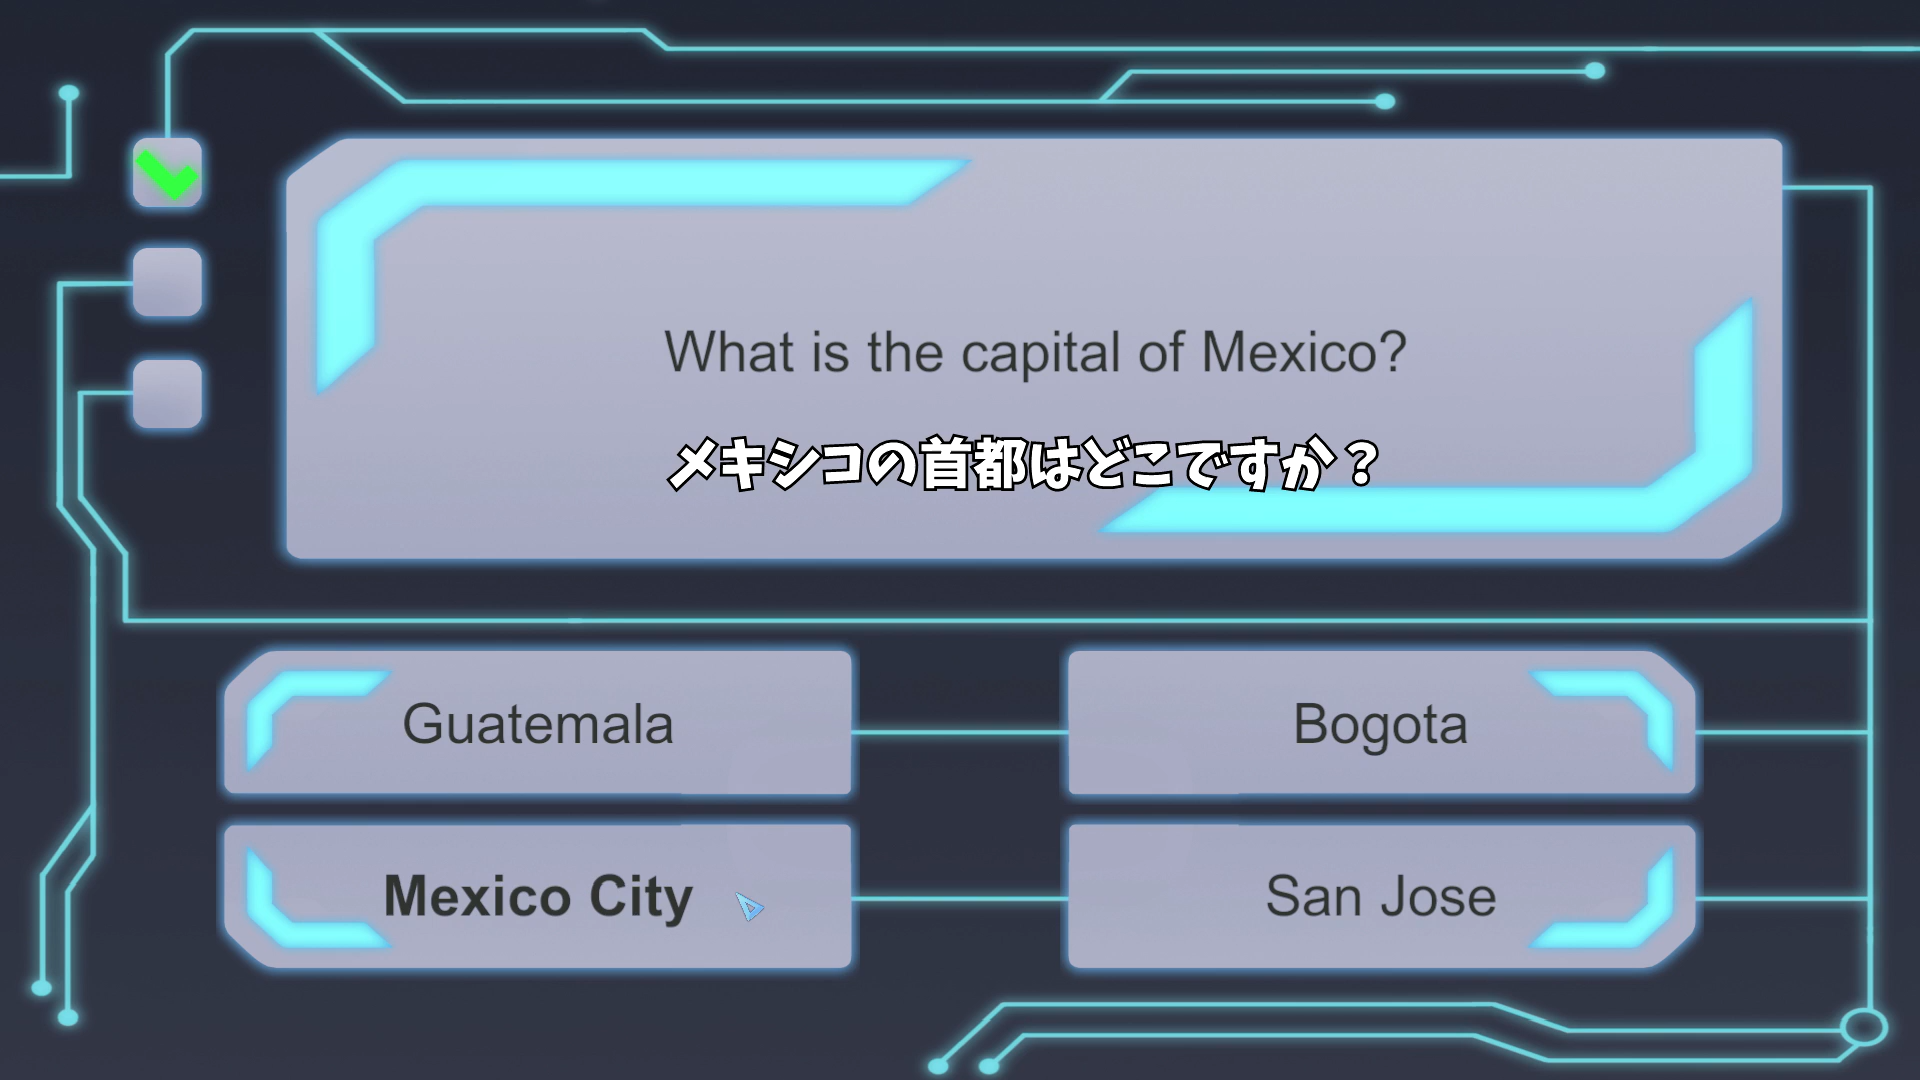 What is the capital of Mexico?
メキシコの首都はどこですか？
Guatemala
Bogota
Mexico City
San Jose